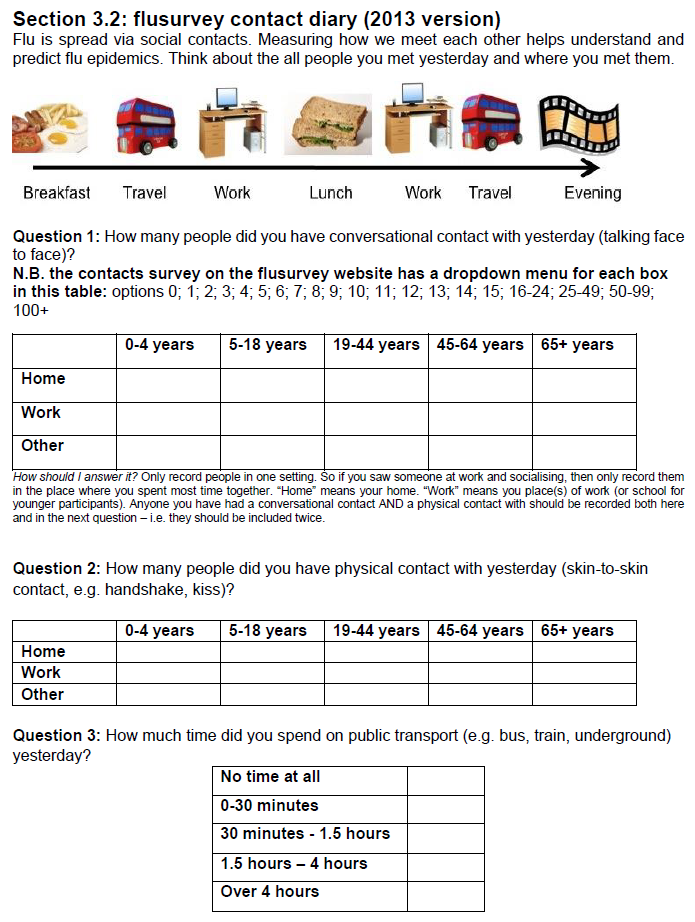 Section 3.2: flusurvey contact diary (2013 version)
Flu is spread via social contacts. Measuring how we meet each other helps understand and
predict flu epidemics. Think about the all people you met yesterday and where you met them.
Breakfast Travel Work Lunch Work Travel Evening
Question 1: How many people did you have conversational contact with yesterday (talking face
to face)?
N.B. the contacts survey on the flusurvey website has a dropdown menu for each box
in this table: options 0; 1; 2; 3; 4; 5; 6; 7; 8; 9; 10; 11; 12; 13; 14; 15; 16-24; 25-49; 50-99;
100+
0-4 years 5-18 years 19-44 years 45-64 years 65+ years
Home
Work
Other
How should I answer it? Only record people in one setting. So if you saw someone at work and socialising, then only record them
in the place where you spent most time together. “Home” means your home. “Work” means you place(s) of work (or school for
younger participants). Anyone you have had a conversational contact AND a physical contact with should be recorded both here
and in the next question – i.e. they should be included twice.
Question 2: How many people did you have physical contact with yesterday (skin-to-skin
contact, e.g. handshake, kiss)?
0-4 years 5-18 years 19-44 years 45-64 years 65+ years
Home
Work
Other
Question 3: How much time did you spend on public transport (e.g. bus, train, underground)
yesterday?
No time at all
0-30 minutes
30 minutes - 1.5 hours
1.5 hours – 4 hours
Over 4 hours